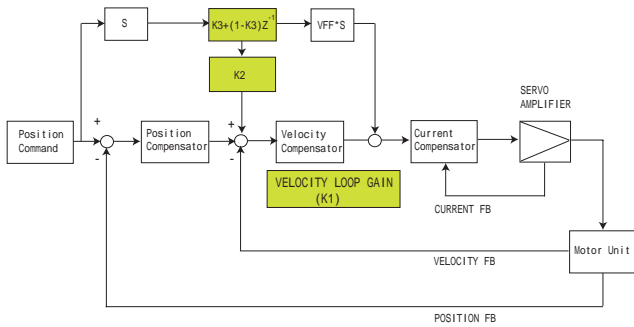 S
K3+(1-K3)Z-1
VFF*S
K2
SERVO
AMPLIFIER
+
+
Position
Command
Position
Compensator
Velocity
Compensator
Current
Compensator
-
-
VELOCITY LOOP GAIN
(K1)
CURRENT FB
Motor Unit
VELOCITY FB
POSITION FB